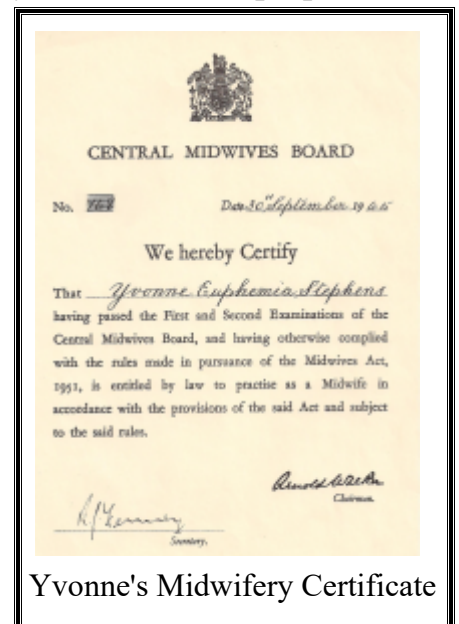 CENTRAL MIDWIVES BOARD
No. Date 30th September 19
We hereby Certify
That Yvonne Euphemia Stephens
having passed the First and Second Examinations of the
Central Midwives Board, and having otherwise complied
with the rules made in pursuance of the Midwives Act,
1951, is entitled by law to practise as a Midwife in
accordance with the provisions of the said Act and subject
to the said rules.
Arnold
Chairman.
Secretary.
Yvonne's Midwifery Certificate